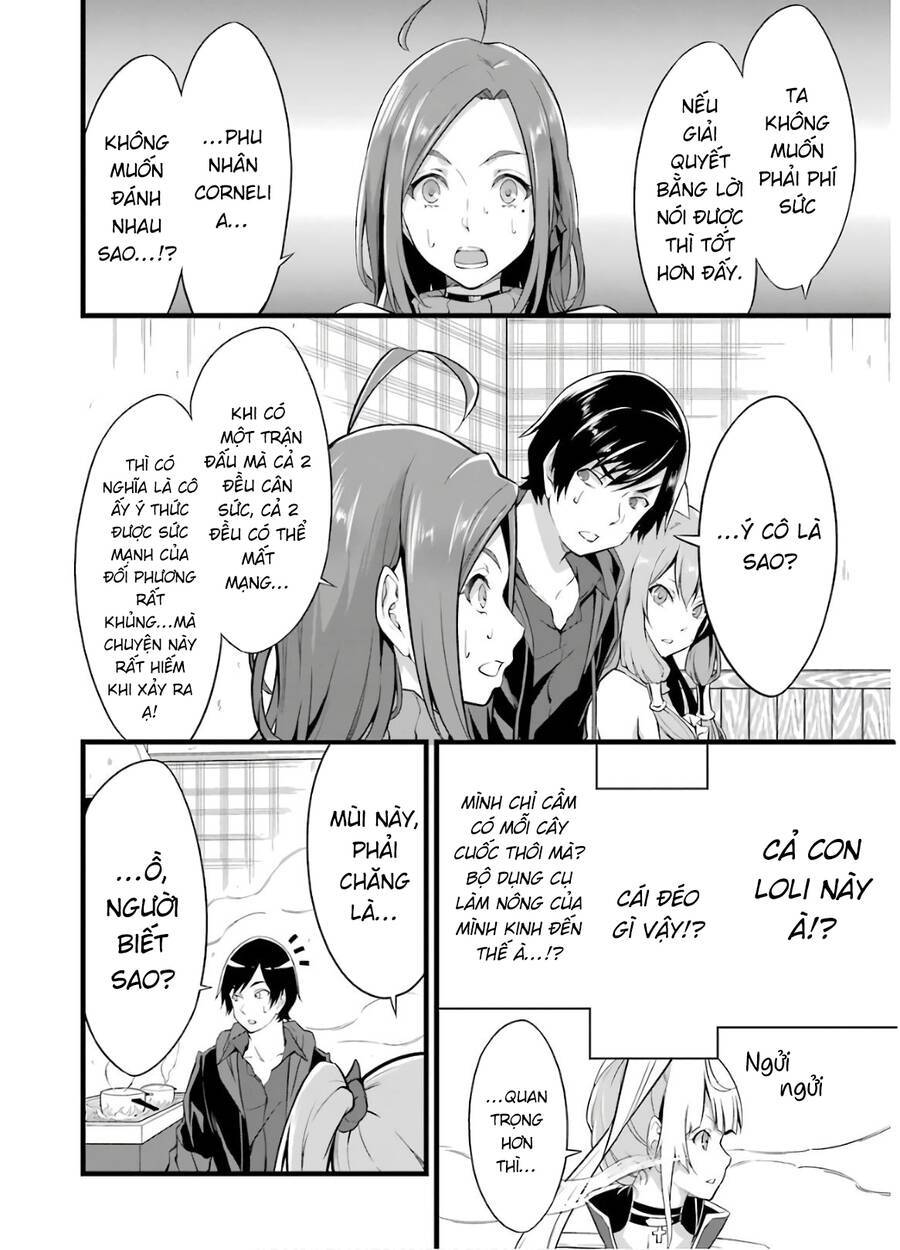 TA
KHÔNG
MUỐN
PHẢI PHÍ
SỨC
NẾU
GIẢI
QUYẾT
BẰNG LỜI
NÓI ĐƯỢC
THÌ TỐT
HƠN ĐẤY.
...PHU
NHÂN
CORNELI
A...
KHÔNG
MUỐN
ĐÁNH
NHAU
SAO...!?
...Ý CÔ LÀ
SAO?
KHI CÓ
MỘT TRẬN
ĐẤU MÀ CẢ 2
ĐỀU CÂN
SỨC, CẢ 2
ĐỀU CÓ THỂ
MẤT
MẠNG...
THÌ CÓ
NGHĨA LÀ CÔ
ẤY Ý THỨC
ĐƯỢC SỨC
MẠNH CỦA
ĐỐI PHƯƠNG
RẤT
KHỦNG...MÀ
CHUYỆN NÀY
RẤT HIẾM
KHI XẢY RA
Ạ!
CẢ CON
LOLI NÀY
À!?
CÁI ĐÉO
GÌ VẬY!?
MÌNH CHỈ CẦM
CÓ MỖI CÂY
CUỐC THÔI MÀ?
BỘ DỤNG CỤ
LÀM NÔNG CỦA
MÌNH KINH ĐẾN
THẾ À...!?
Ngửi
ngửi
...QUAN
TRỌNG
HƠN
THÌ...
MÙI NÀY,
PHẢI
CHĂNG
LÀ...
...Ồ,
NGƯỜI
BIẾT
SAO?